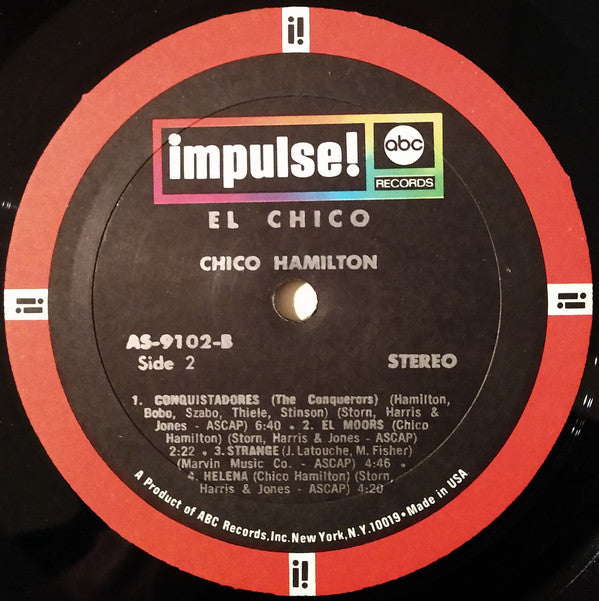 i!
impulse!
abc
RECORDS
EL CHICO
CHICO HAMILTON
i!
i!
AS-9102-B
Side 2
STEREO
1. CONQUISTADORES (The Conquerors) (Hamilton,
Bobo, Szabo, Thiele, Stinson) (Storn, Harris &
Jones - ASCAP) 6:40 • 2. EL MOORS (Chico
Hamilton) (Storn, Harris & Jones - ASCAP)
2:22 • 3. STRANGE (J. Latouche, M. Fisher)
(Marvin Music Co. - ASCAP) 4:46 •
4. HELENA (Chico Hamilton) (Storn,
Harris & Jones - ASCAP) 4:20
A Product of ABC Records, Inc. New York, N.Y. 10019 • Made in USA
i!